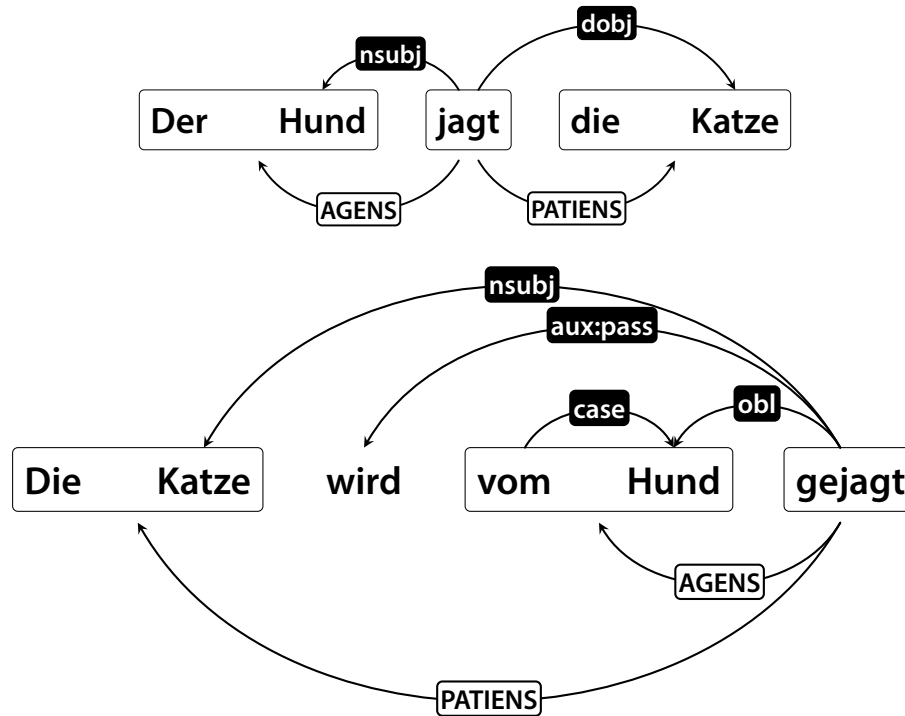 dobj
nsubj
Der Hund jagt die Katze
AGENS PATIENS
nsubj
aux:pass
case obl
Die Katze wird vom Hund gejagt
AGENS
PATIENS